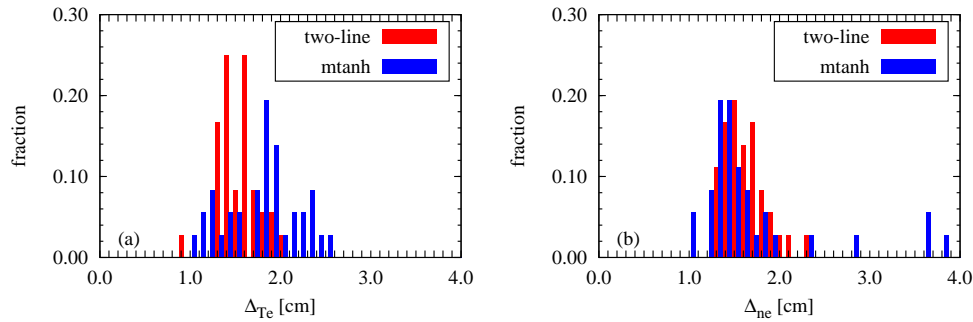 0.30
0.20
0.10
0.00
fraction
two-line
mtanh
(a)
0.0 1.0 2.0 3.0 4.0
Δ_Te [cm]
0.30
0.20
0.10
0.00
fraction
two-line
mtanh
(b)
0.0 1.0 2.0 3.0 4.0
Δ_ne [cm]